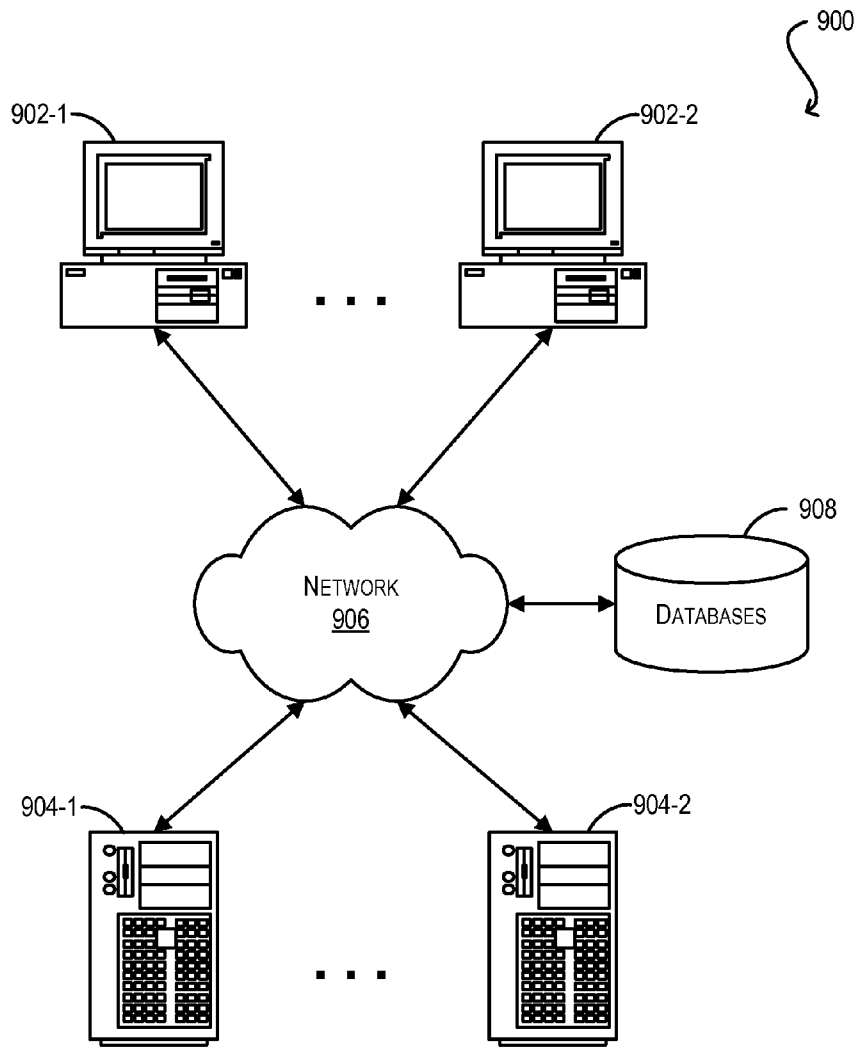 900
902-1
902-2
. . .
908
NETWORK
906
DATABASES
904-1
904-2
. . .